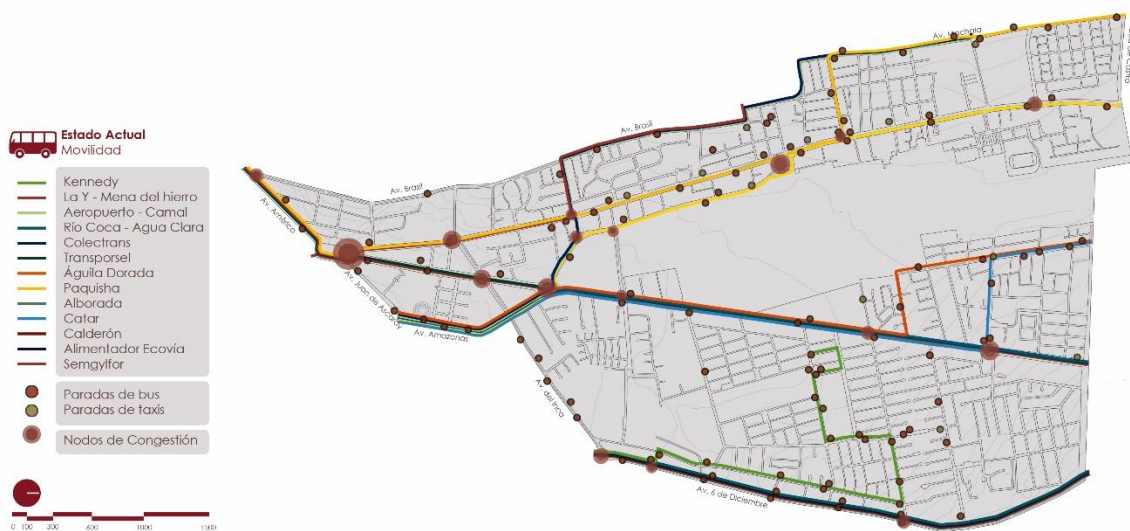 Estado Actual
Movilidad
Kennedy
La Y - Mena del hierro
Aeropuerto - Camal
Río Coca - Agua Clara
Colectrans
Transporsel
Águila Dorada
Paquisha
Alborada
Catar
Calderón
Alimentador Ecovía
Semgylfor
Paradas de bus
Paradas de taxis
Nodos de Congestión
0 100 300 600 1000 1500
Av. Machala
Av. Brasil
Av. Brasil
Av. América
Av. Juan de Ascaray
Av. Amazonas
Av. del Inca
Av. 6 de Diciembre